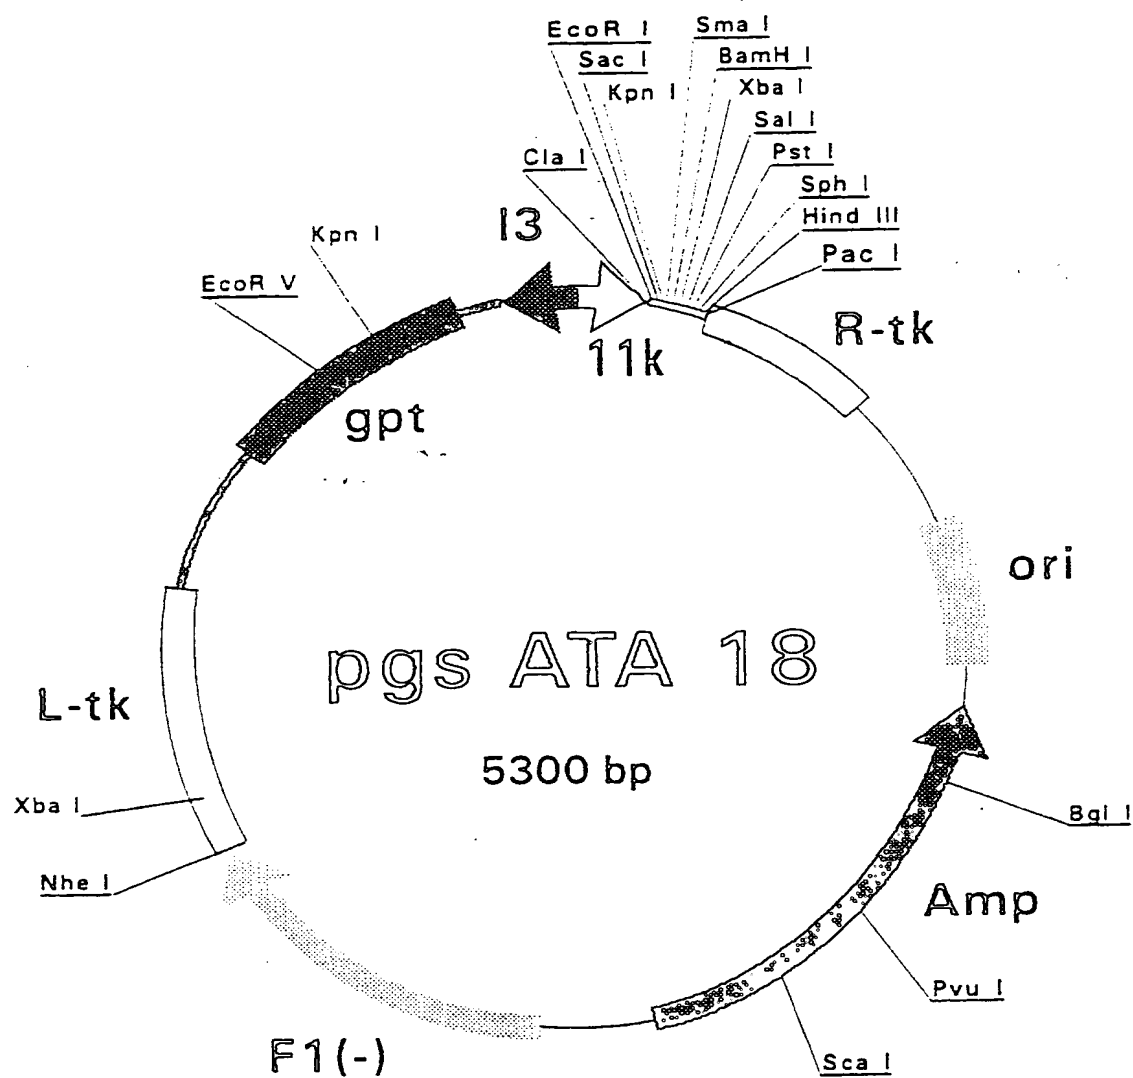 EcoR I
Sma I
Sac I
BamH I
Kpn I
Xba I
Sal I
Cla I
Pst I
Sph I
I3
Hind III
Kpn I
Pac I
EcoR V
R-tk
11k
gpt
ori
pgs ATA 18
L-tk
5300 bp
Xba I
Bgl I
Nhe I
Amp
Pvu I
F1(-)
Sca I